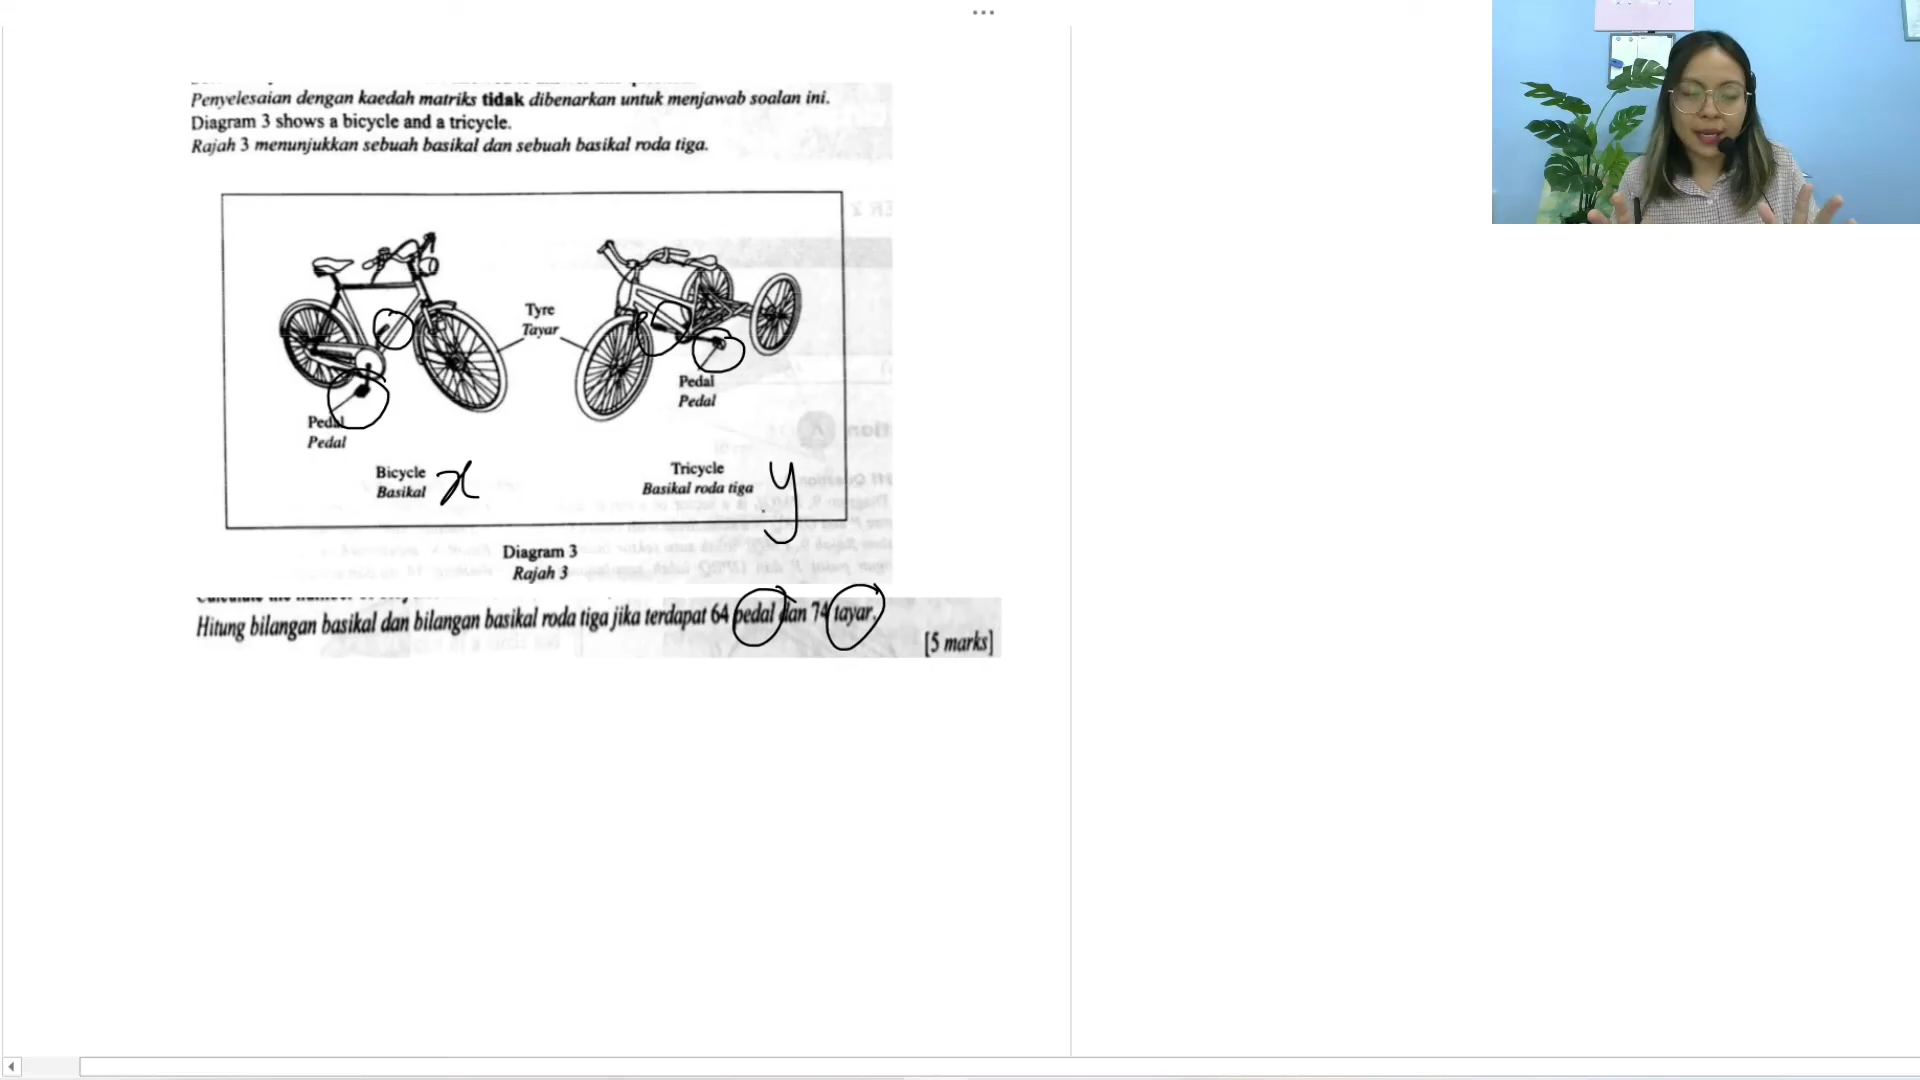 Penyelesaian dengan kaedah matriks tidak dibenarkan untuk menjawab soalan ini.
Diagram 3 shows a bicycle and a tricycle.
Rajah 3 menunjukkan sebuah basikal dan sebuah basikal roda tiga.
Tyre
Tayar
Pedal
Pedal
Pedal
Pedal
Bicycle
Basikal
x
Tricycle
Basikal roda tiga
y
Diagram 3
Rajah 3
Hitung bilangan basikal dan bilangan basikal roda tiga jika terdapat 64 pedal dan 74 tayar.
[5 marks]